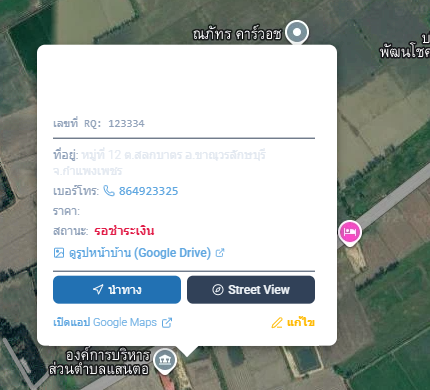 ณภัทร คาร์วอช
พัฒนโชค
เลขที่ RQ: 123334
ที่อยู่: หมู่ที่ 12 ต.สลกบาตร อ.ขาณุวรลักษบุรี
จ.กำแพงเพชร
เบอร์โทร: 864923325
ราคา:
สถานะ: รอชำระเงิน
ดูรูปหน้าบ้าน (Google Drive)
นำทาง
Street View
เปิดแอป Google Maps
แก้ไข
องค์การบริหาร
ส่วนตำบลแสนตอ